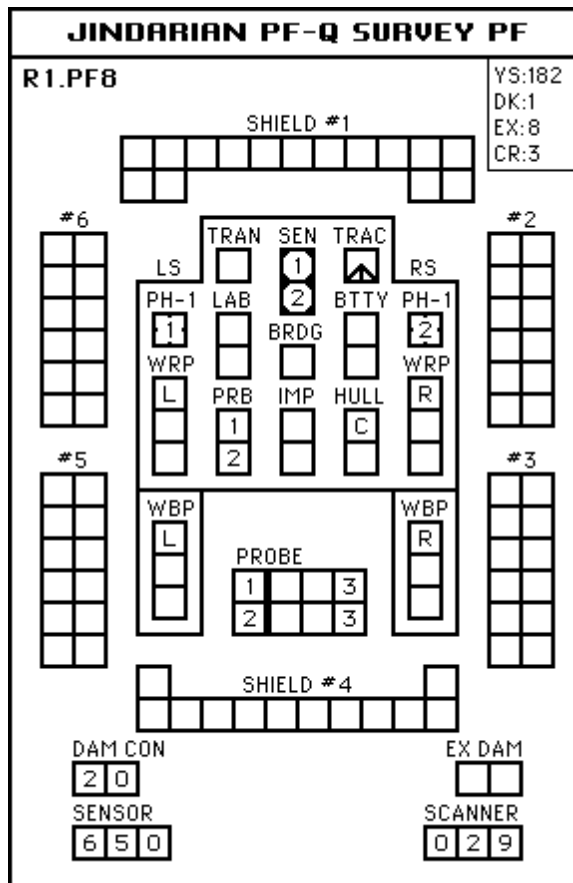 JINDARIAN PF-Q SURVEY PF
R1.PF8
YS:182
DK:1
EX:8
CR:3
SHIELD #1
#6
#2
TRAN SEN TRAC
1
LS RS
2
PH-1 LAB BTTY PH-1
1 2
BRDG
WRP WRP
L PRB IMP HULL R
1 C
2
#5 #3
WBP WBP
L R
PROBE
1 3
2 3
SHIELD #4
DAM CON EX DAM
2 0
SENSOR SCANNER
6 5 0 0 2 9